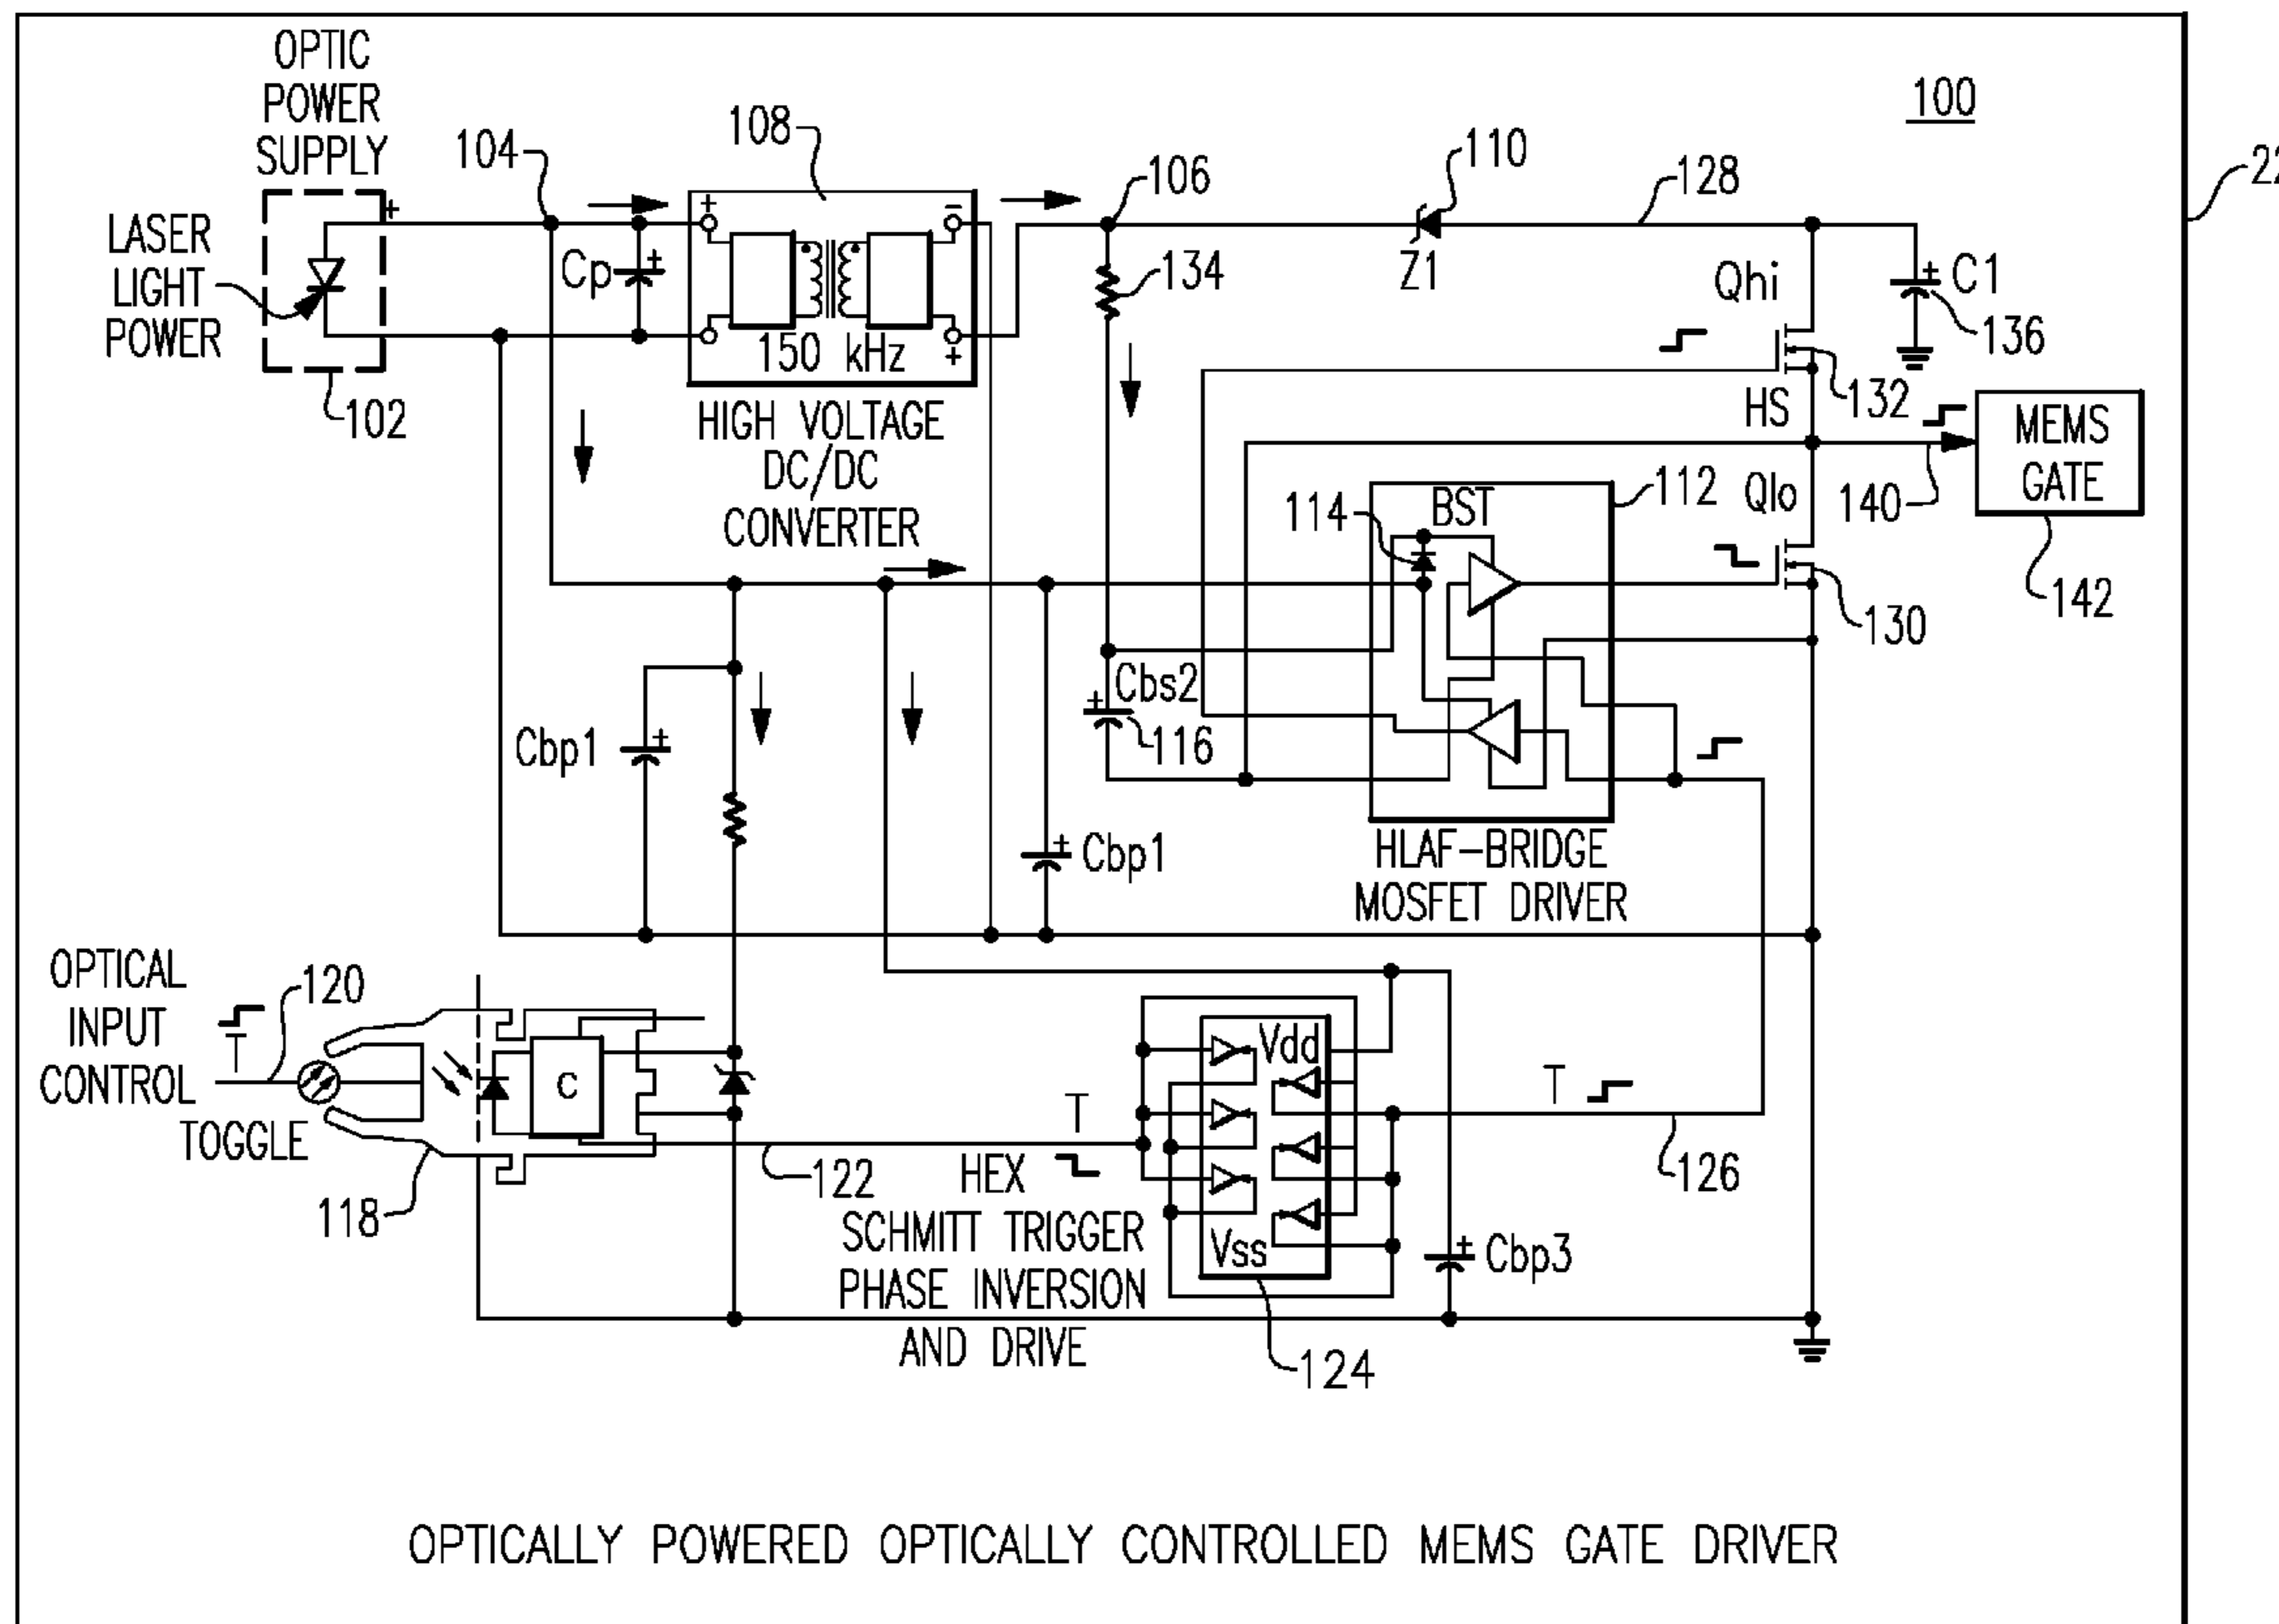 100
OPTIC
POWER
SUPPLY
LASER
LIGHT
POWER
+
102
104
Cp
+
108
+
-
+
150 kHz
HIGH VOLTAGE
DC/DC
CONVERTER
106
134
110
Z1
128
Qhi
+ C1
136
132
HS
MEMS
GATE
140
142
Qlo
130
112
114
BST
+ Cbs2
116
HLAF-BRIDGE
MOSFET DRIVER
Cbp1 +
+ Cbp1
OPTICAL
INPUT
CONTROL
TOGGLE
T
120
118
C
T
122
HEX
SCHMITT TRIGGER
PHASE INVERSION
AND DRIVE
Vdd
Vss
124
T
126
+ Cbp3
OPTICALLY POWERED OPTICALLY CONTROLLED MEMS GATE DRIVER